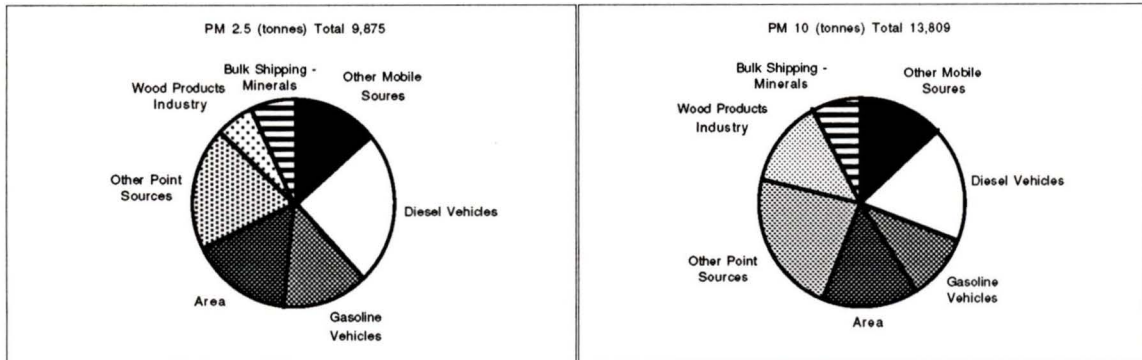 PM 2.5 (tonnes) Total 9,875
Bulk Shipping -
Minerals
Other Mobile
Soures
Wood Products
Industry
Other Point
Sources
Diesel Vehicles
Area
Gasoline
Vehicles
PM 10 (tonnes) Total 13,809
Bulk Shipping -
Minerals
Other Mobile
Soures
Wood Products
Industry
Diesel Vehicles
Other Point
Sources
Gasoline
Vehicles
Area